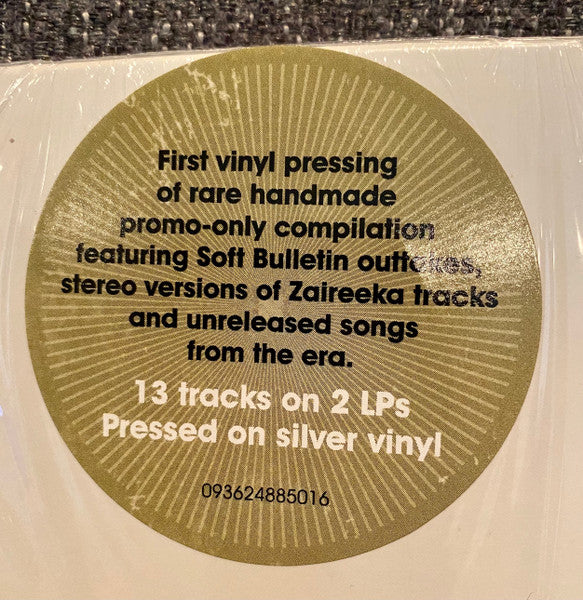 First vinyl pressing
of rare handmade
promo-only compilation
featuring Soft Bulletin outtakes,
stereo versions of Zaireeka tracks
and unreleased songs
from the era.
13 tracks on 2 LPs
Pressed on silver vinyl
093624885016